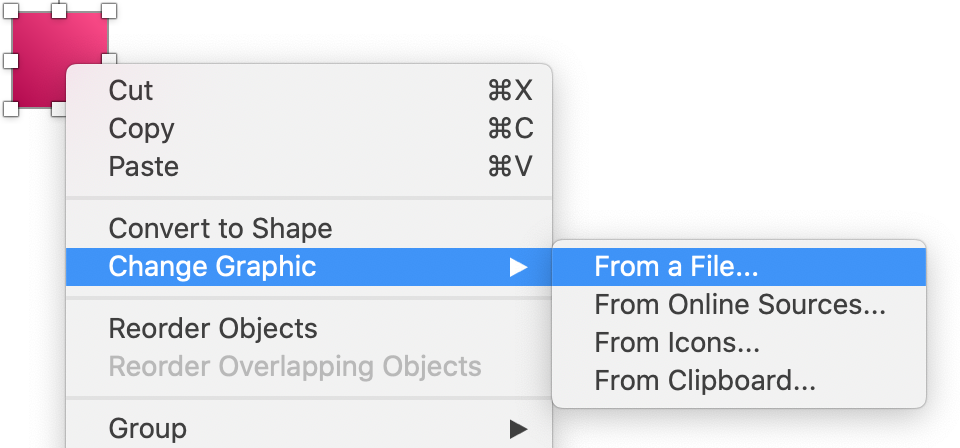 Cut ⌘X
Copy ⌘C
Paste ⌘V
Convert to Shape
Change Graphic ▶
From a File...
From Online Sources...
From Icons...
From Clipboard...
Reorder Objects
Reorder Overlapping Objects
Group ▶